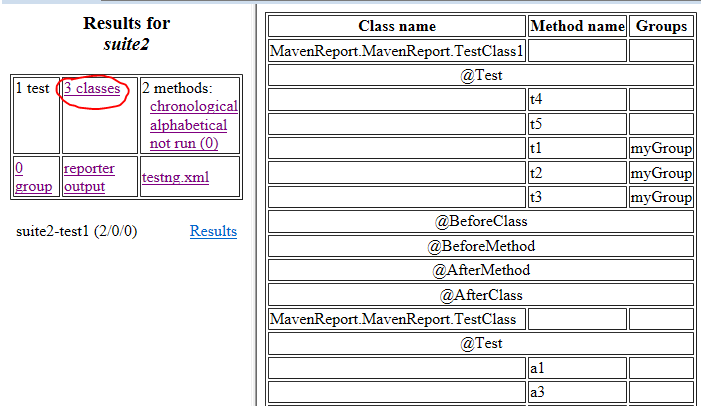 Results for
suite2
1 test
3 classes
2 methods:
chronological
alphabetical
not run (0)
0
group
reporter
output
testng.xml
suite2-test1 (2/0/0)
Results
Class name
Method name
Groups
MavenReport.MavenReport.TestClass1
@Test
t4
t5
t1
myGroup
t2
myGroup
t3
myGroup
@BeforeClass
@BeforeMethod
@AfterMethod
@AfterClass
MavenReport.MavenReport.TestClass
@Test
a1
a3